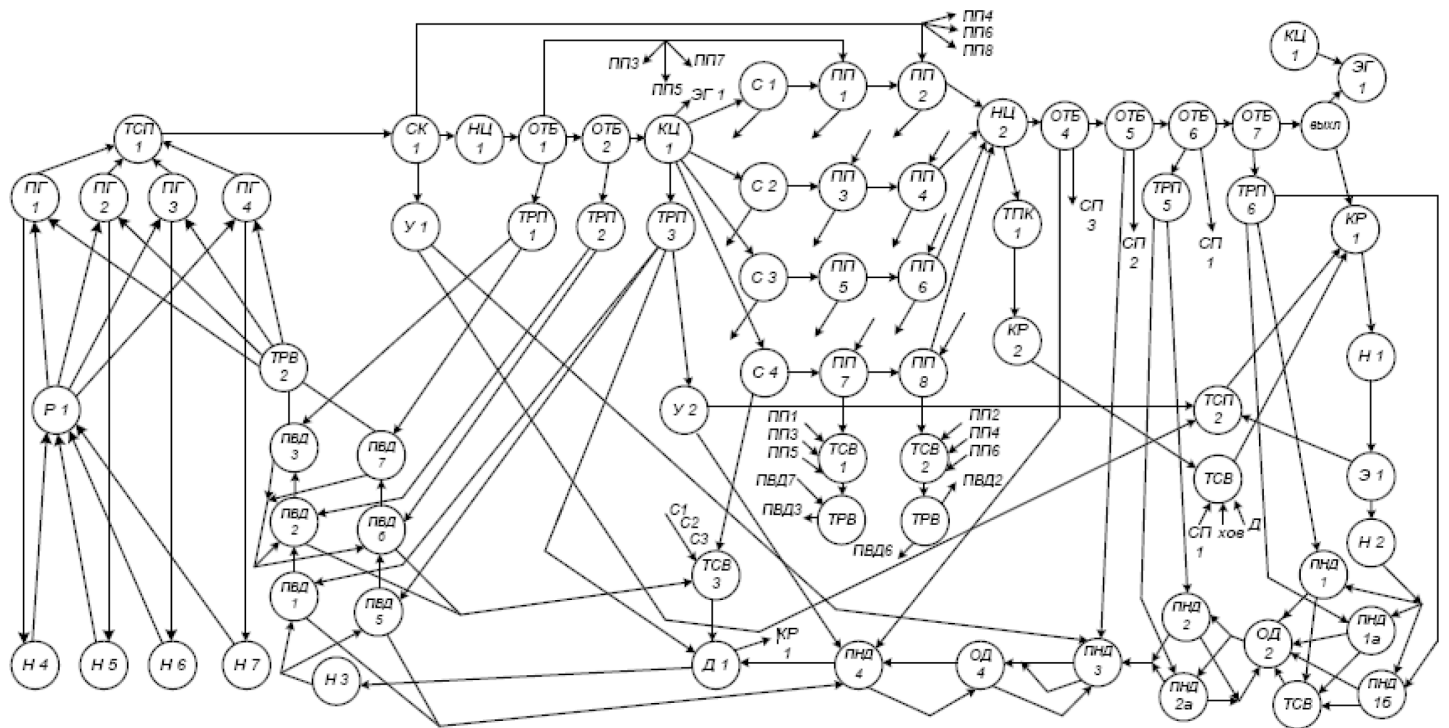 ПП4
ПП6
ПП8
КЦ
1
ЭГ
1
ПП3
ПП7
ПП5
ЭГ 1
С 1
ПП
1
ПП
2
ТСП
1
СК
1
НЦ
1
ОТБ
1
ОТБ
2
КЦ
1
НЦ
2
ОТБ
4
ОТБ
5
ОТБ
6
ОТБ
7
выхл
ПГ
1
ПГ
2
ПГ
3
ПГ
4
С 2
ПП
3
ПП
4
ТРП
5
ТРП
6
У 1
ТРП
1
ТРП
2
ТРП
3
ТПК
1
СП
3
СП
2
СП
1
КР
1
С 3
ПП
5
ПП
6
КР
2
Н 1
ТРВ
2
С 4
ПП
7
ПП
8
Р 1
У 2
ТСП
2
ПП1
ПП3
ПП5
ТСВ
1
ТСВ
2
ПП2
ПП4
ПП6
ПВД
3
ПВД
7
ПВД7
ПВД3
ТРВ
ТРВ
ПВД2
ПВД6
ТСВ
Э 1
СП
1
хов
Д
ПВД
2
ПВД
6
С1
С2
С3
ТСВ
3
Н 2
ПВД
1
ПВД
5
ПНД
1
ПНД
2
ПНД
1а
ОД
2
КР
1
Н 4
Н 5
Н 6
Н 7
Н 3
Д 1
ПНД
4
ОД
4
ПНД
3
ПНД
2а
ТСВ
ПНД
1б